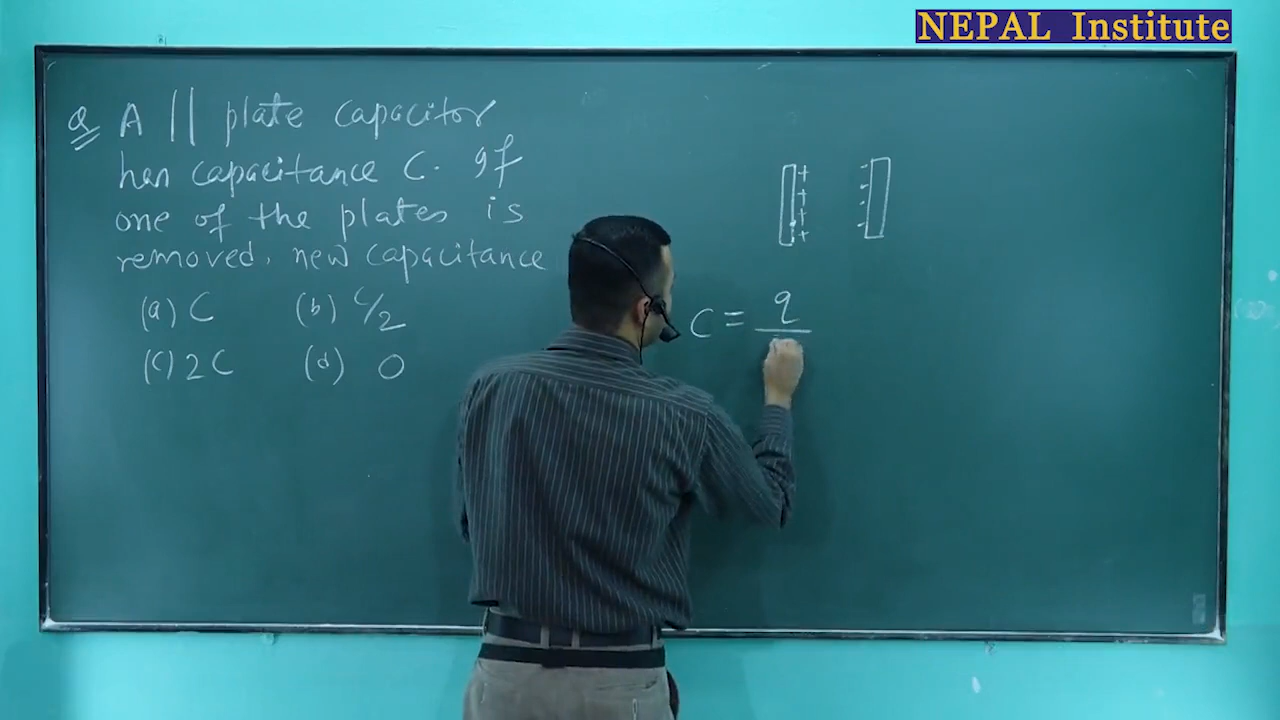 NEPAL Institute
Q A || plate capacitor
has capacitance C. If
one of the plates is
removed, new capacitance
(a) C (b) C/2
(c) 2C (d) 0
+ -
+ -
+ -
+ -
C = q